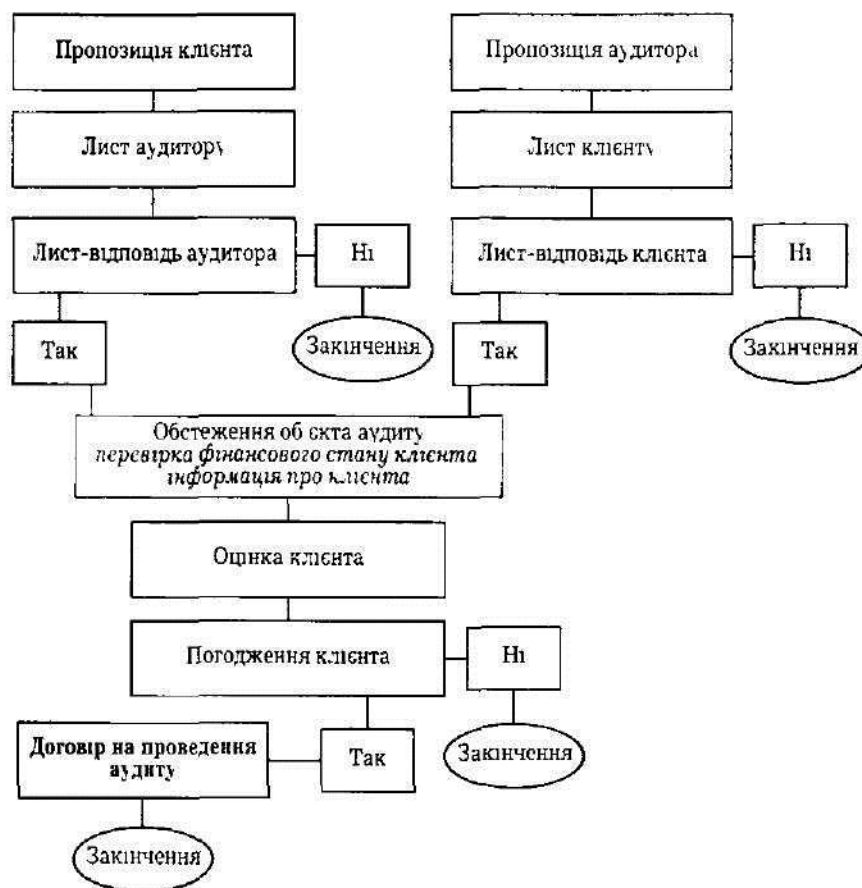 Пропозиція клієнта
Пропозиція аудитора
Лист аудитору
Лист клієнту
Лист-відповідь аудитора
Ні
Лист-відповідь клієнта
Ні
Так
Закінчення
Так
Закінчення
Обстеження об єкта аудиту
перевірка фінансового стану клієнта
інформація про клієнта
Оцінка клієнта
Погодження клієнта
Ні
Договір на проведення
аудиту
Так
Закінчення
Закінчення